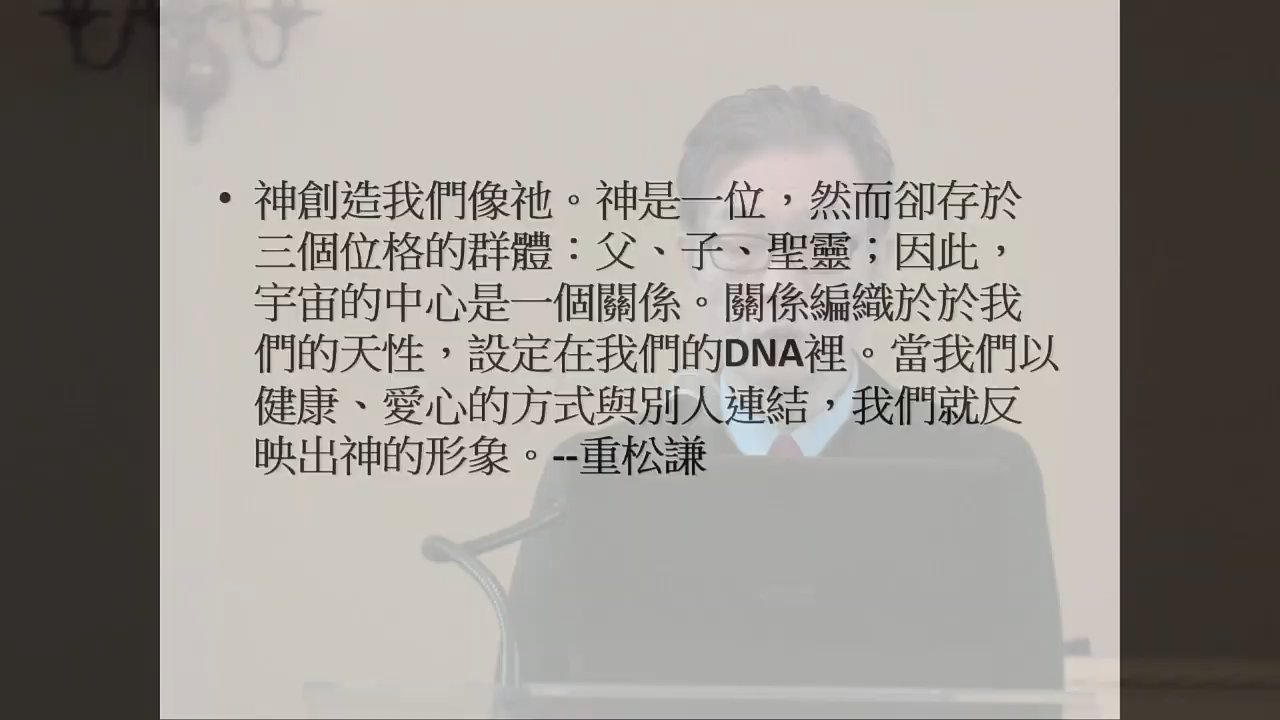 • 神創造我們像祂。神是一位，然而卻存於
三個位格的群體：父、子、聖靈；因此，
宇宙的中心是一個關係。關係編織於於我
們的天性，設定在我們的DNA裡。當我們以
健康、愛心的方式與別人連結，我們就反
映出神的形象。--重松謙